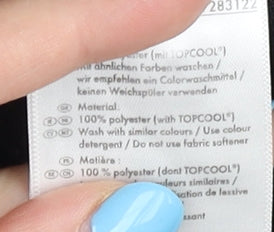 283122
ster (mit TOPCOOL®)
mit ähnlichen Farben waschen /
wir empfehlen ein Colorwaschmittel /
keinen Weichspüler verwenden
Material:
100% polyester (with TOPCOOL®)
Wash with similar colours / Use colour
detergent / Do not use fabric softener
Matière :
100 % polyester (dont TOPCOOL®)
leurs similaires /
ation de lessive
ssant